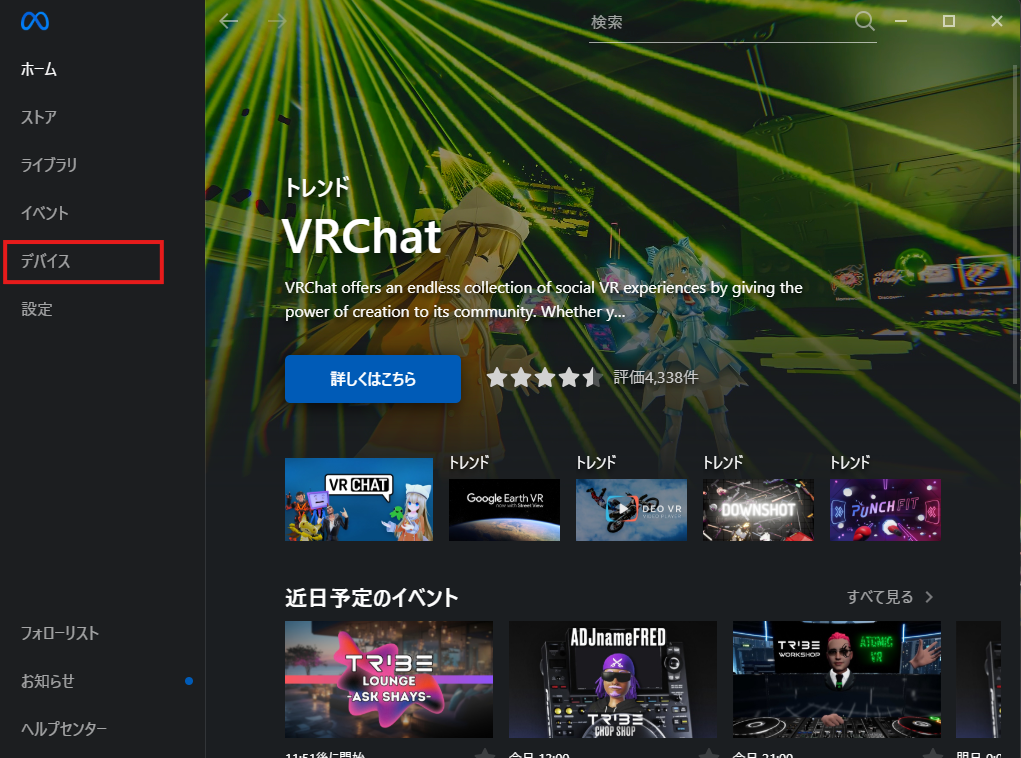 検索
ホーム
ストア
ライブラリ
イベント
デバイス
設定
フォローリスト
お知らせ
ヘルプセンター
トレンド
VRChat
VRChat offers an endless collection of social VR experiences by giving the
power of creation to its community. Whether y...
詳しくはこちら
評価4,338件
VRCHAT
トレンド
Google Earth VR
now with Street View
トレンド
DEO VR
VIDEO PLAYER
トレンド
DOWNSHOT
トレンド
PUNCH FIT
近日予定のイベント
すべて見る
TRIBE
LOUNGE
-ASK SHAYS-
ADJnameFRED
TRIBE
CHOP SHOP
TRIBE
WORKSHOP
ATOMIC
VR